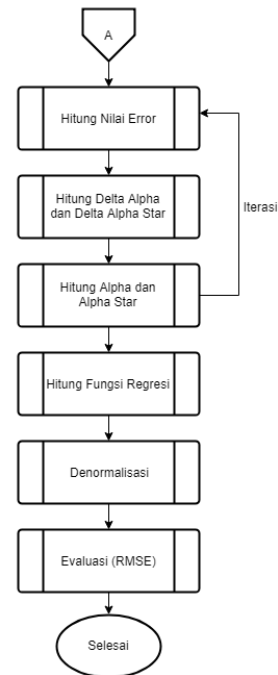 A
Hitung Nilai Error
Hitung Delta Alpha
dan Delta Alpha Star
Iterasi
Hitung Alpha dan
Alpha Star
Hitung Fungsi Regresi
Denormalisasi
Evaluasi (RMSE)
Selesai